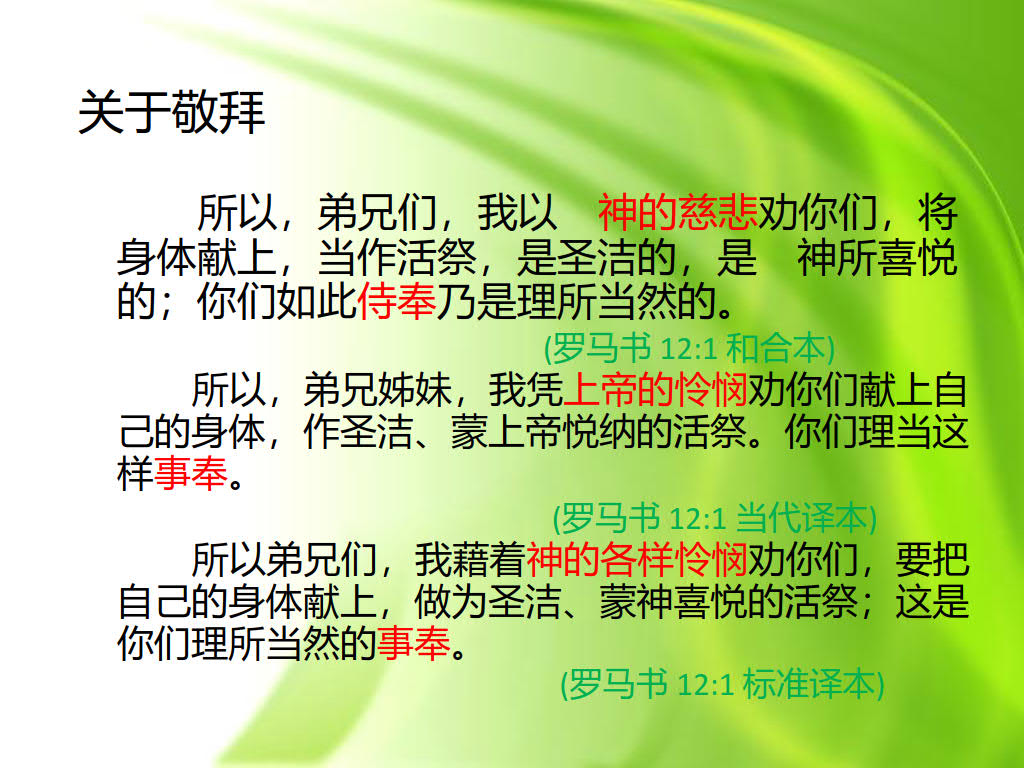 关于敬拜
所以，弟兄们，我以　神的慈悲劝你们，将
身体献上，当作活祭，是圣洁的，是　神所喜悦
的；你们如此侍奉乃是理所当然的。
(罗马书 12:1 和合本)
所以，弟兄姊妹，我凭上帝的怜悯劝你们献上自
己的身体，作圣洁、蒙上帝悦纳的活祭。你们理当这
样事奉。
(罗马书 12:1 当代译本)
所以弟兄们，我藉着神的各样怜悯劝你们，要把
自己的身体献上，做为圣洁、蒙神喜悦的活祭；这是
你们理所当然的事奉。
(罗马书 12:1 标准译本)